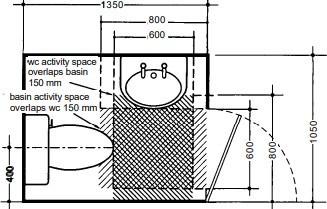 1350
800
600
wc activity space
overlaps basin
150 mm
basin activity space
overlaps wc 150 mm
400
600
800
1050